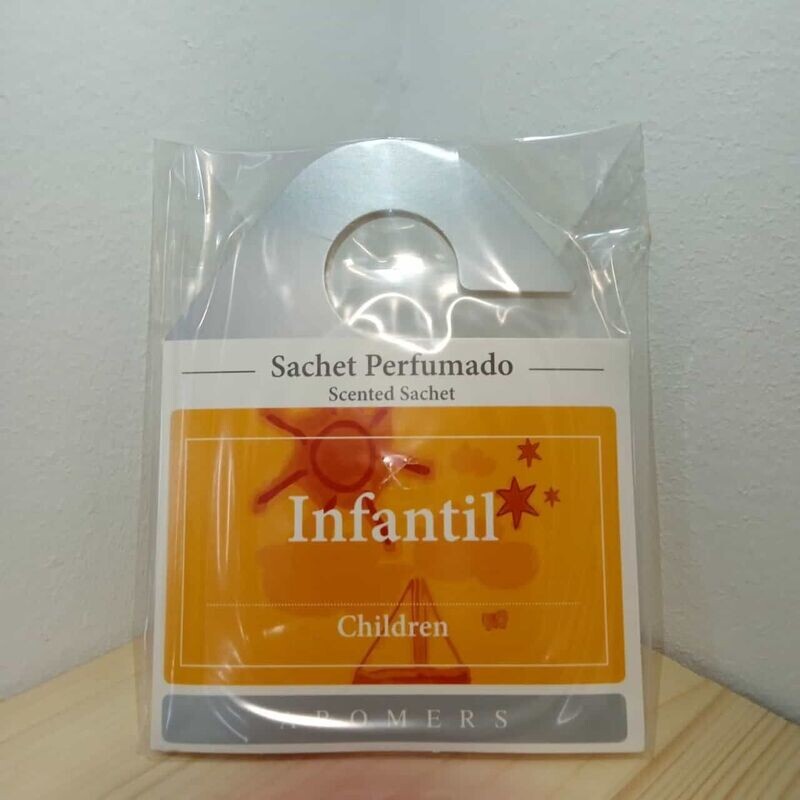 Sachet Perfumado
Scented Sachet
Infantil
Children
AROMERS